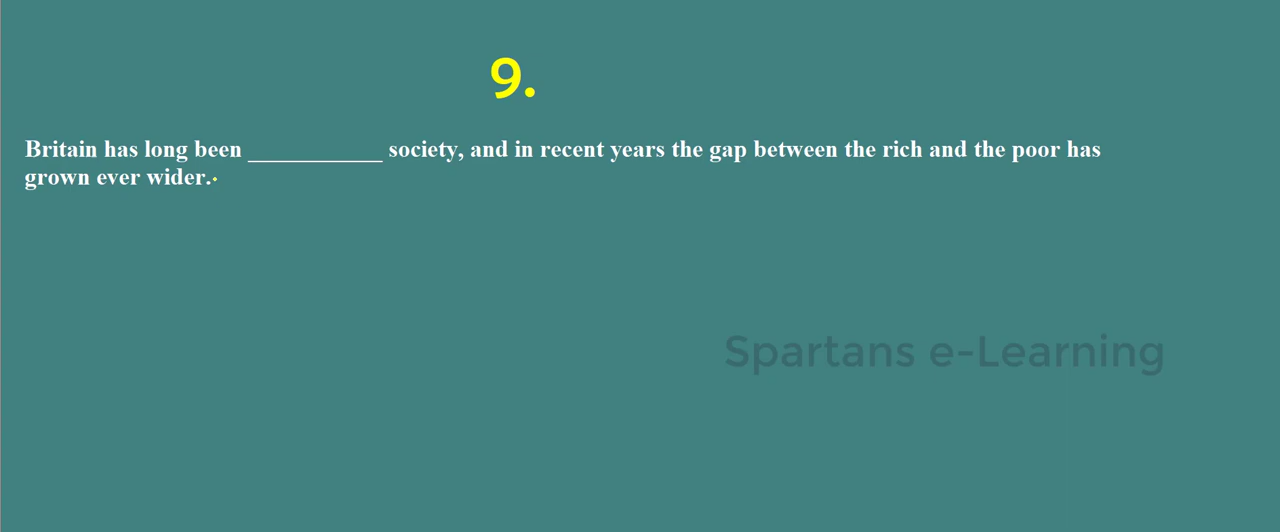 9.
Britain has long been ___________ society, and in recent years the gap between the rich and the poor has
grown ever wider.
Spartans e-Learning